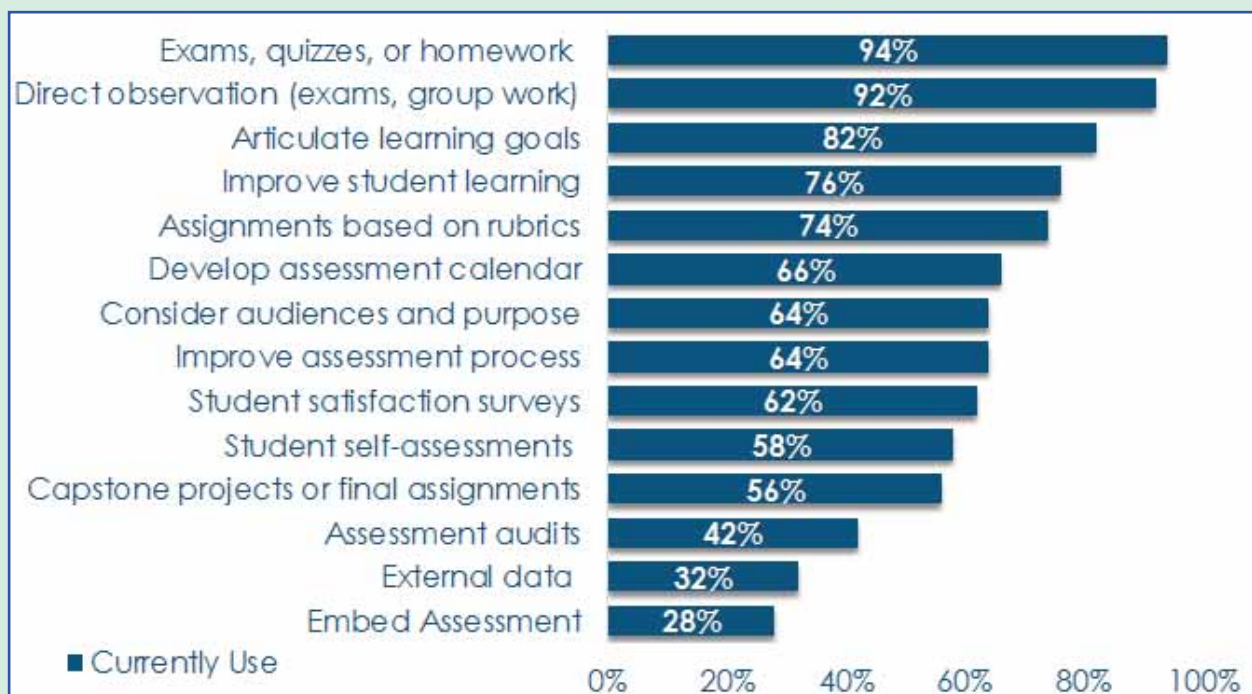 Exams, quizzes, or homework 94%
Direct observation (exams, group work) 92%
Articulate learning goals 82%
Improve student learning 76%
Assignments based on rubrics 74%
Develop assessment calendar 66%
Consider audiences and purpose 64%
Improve assessment process 64%
Student satisfaction surveys 62%
Student self-assessments 58%
Capstone projects or final assignments 56%
Assessment audits 42%
External data 32%
Embed Assessment 28%
Currently Use
0% 20% 40% 60% 80% 100%